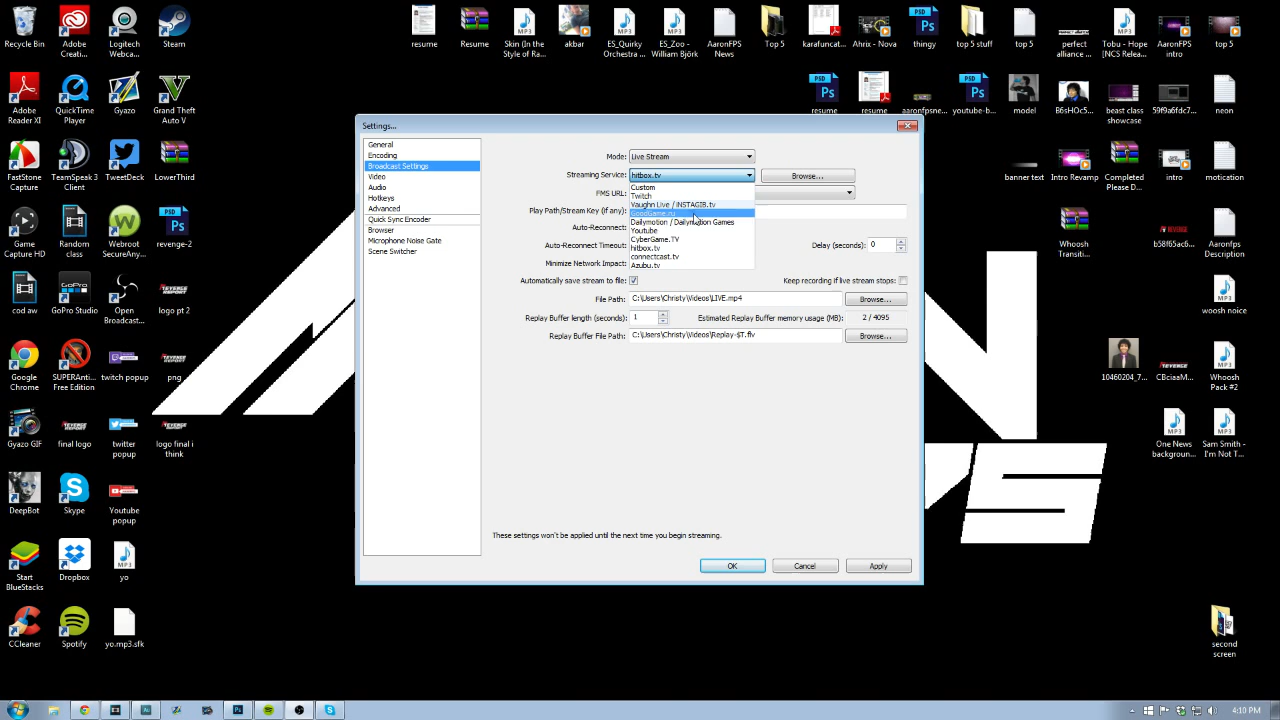 Recycle Bin
Adobe Creati...
Logitech Webca...
Steam
resume
Resume
Skin (In the Style of Ra...
akbar
ES_Quirky Orchestra ...
ES_Zoo - William Björk
AaronFPS News
Top 5
karafuncat...
Ahrix - Nova
thingy
top 5 stuff
top 5
perfect alliance ...
AaronFPS intro
Tobu - Hope [NCS Relea...
top 5
Adobe Reader XI
QuickTime Player
Gyazo
Grand Theft Auto V
resume
resume
aaronfpsne...
youtube-b...
model
B6sHOc5...
beast class showcase
59f9a6fdc7...
neon
FastStone Capture
TeamSpeak 3 Client
TweetDeck
LowerThird
banner text
Intro Revamp
Completed Please D...
intro
motication
Game Capture HD
Random class
Webroot SecureAny...
revenge-2
Whoosh Transiti...
b58f65ac6...
Aaronfps Description
cod aw
GoPro Studio
Open Broadcast...
logo pt 2
woosh noice
Google Chrome
SUPERAnti... Free Edition
twitch popup
png
10460204_7...
CBciaaM...
Whoosh Pack #2
Gyazo GIF
final logo
twitter popup
logo final i think
One News backgroun...
Sam Smith - I'm Not T...
DeepBot
Skype
Youtube popup
Start BlueStacks
Dropbox
yo
CCleaner
Spotify
yo.mp3.sfk
second screen
Settings...
General
Encoding
Broadcast Settings
Video
Audio
Hotkeys
Advanced
Quick Sync Encoder
Browser
Microphone Noise Gate
Scene Switcher
Mode: Live Stream
Streaming Service: hitbox.tv Browse...
Custom
Twitch
Vaughn Live / iNSTAGIB.tv
GoodGame.ru
Dailymotion / Dailymotion Games
Youtube
CyberGame.TV
hitbox.tv
connectcast.tv
Azubu.tv
FMS URL:
Play Path/Stream Key (if any):
Auto-Reconnect:
Auto-Reconnect Timeout: Delay (seconds): 0
Minimize Network Impact:
Automatically save stream to file: Keep recording if live stream stops:
File Path: C:\Users\Christy\Videos\LIVE.mp4 Browse...
Replay Buffer length (seconds): 1 Estimated Replay Buffer memory usage (MB): 2 / 4095
Replay Buffer File Path: C:\Users\Christy\Videos\Replay-$T.flv Browse...
These settings won't be applied until the next time you begin streaming.
OK Cancel Apply
4:10 PM